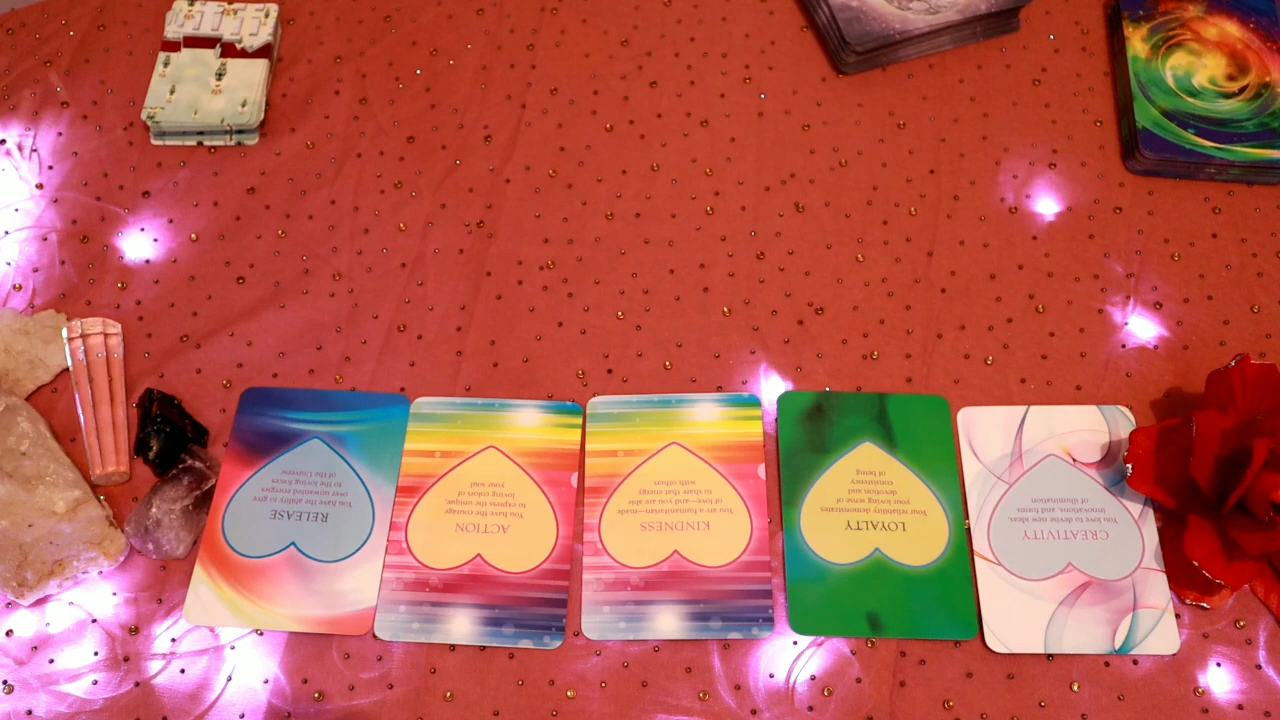 RELEASE
You have the ability to give
over unwanted energies
to the loving forces
of the Universe
ACTION
You have the courage
to express the unique,
loving colors of
your soul
KINDNESS
You are humanitarian—made
of love—and you are able
to share that energy
with others
LOYALTY
Your reliability demonstrates
your loving sense of
devotion and
consistency
of being
CREATIVITY
You love to devise new ideas,
innovations, and forms
of illumination